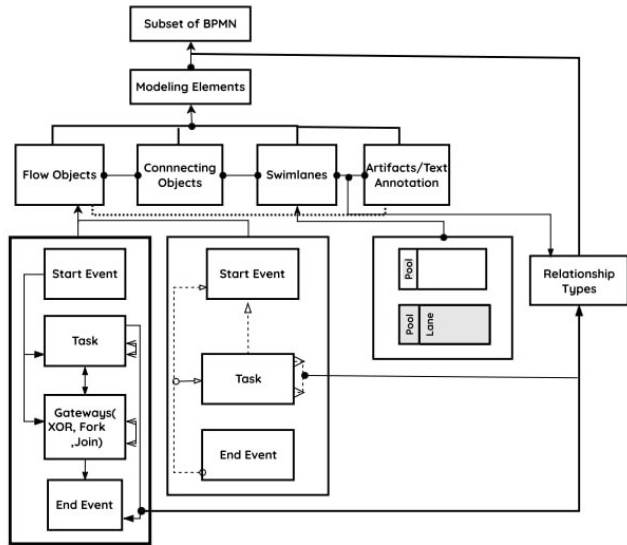 Subset of BPMN
Modeling Elements
Flow Objects
Connnecting
Objects
Swimlanes
Artifacts/Text
Annotation
Start Event
Task
Gateways(
XOR, Fork
,Join)
End Event
Start Event
Task
End Event
Pool
Pool
Lane
Relationship
Types